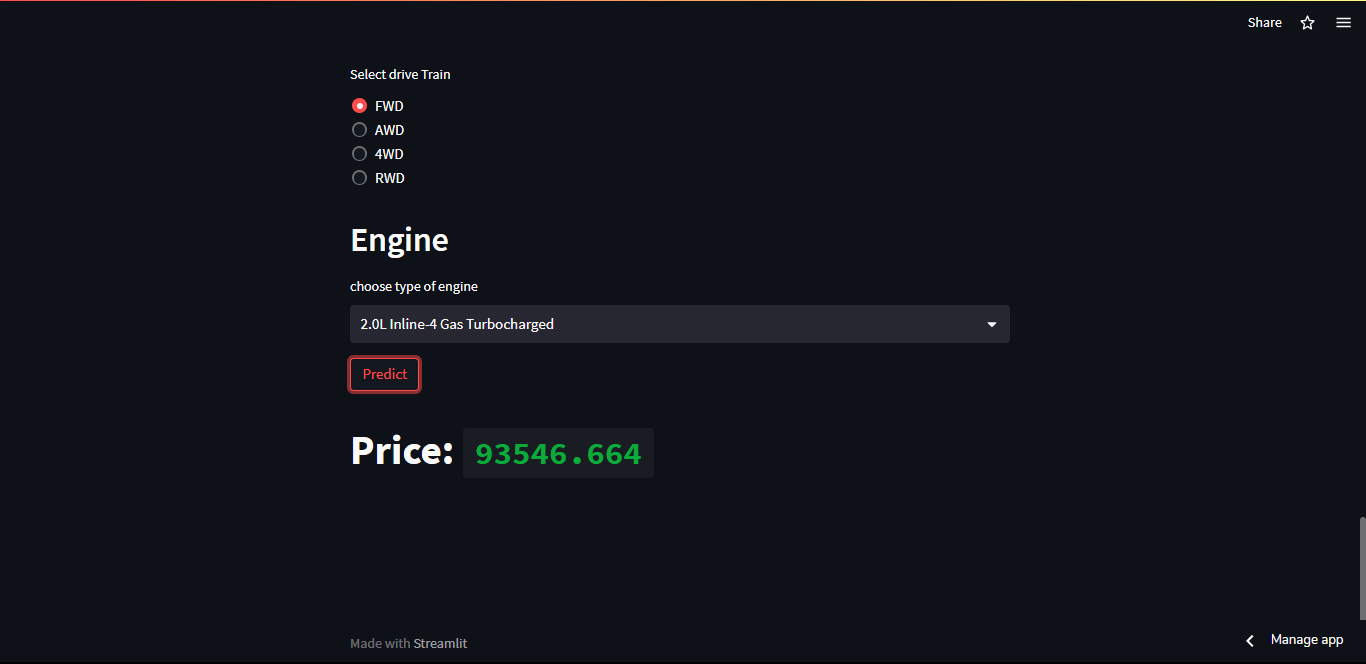 Share
Select drive Train
FWD
AWD
4WD
RWD
Engine
choose type of engine
2.0L Inline-4 Gas Turbocharged
Predict
Price: 93546.664
Made with Streamlit
Manage app